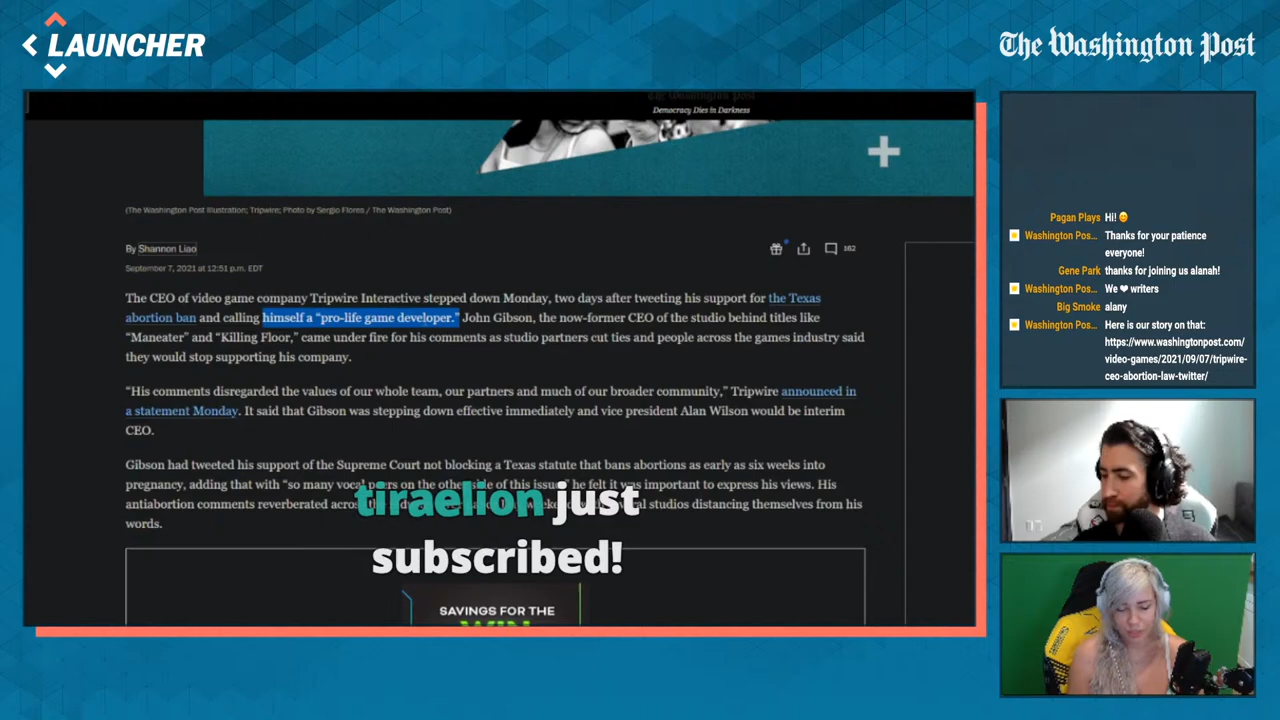 LAUNCHER
The Washington Post
The Washington Post
Democracy Dies in Darkness
(The Washington Post Illustration; Tripwire; Photo by Sergio Flores / The Washington Post)
By Shannon Liao
162
September 7, 2021 at 12:51 p.m. EDT
The CEO of video game company Tripwire Interactive stepped down Monday, two days after tweeting his support for the Texas
abortion ban and calling himself a “pro-life game developer.” John Gibson, the now-former CEO of the studio behind titles like
“Maneater” and “Killing Floor,” came under fire for his comments as studio partners cut ties and people across the games industry said
they would stop supporting his company.
“His comments disregarded the values of our whole team, our partners and much of our broader community,” Tripwire announced in
a statement Monday. It said that Gibson was stepping down effective immediately and vice president Alan Wilson would be interim
CEO.
Gibson had tweeted his support of the Supreme Court not blocking a Texas statute that bans abortions as early as six weeks into
pregnancy, adding that with “so many vocal peers on the other side of this issue” he felt it was important to express his views. His
antiabortion comments reverberated studios distancing themselves from his
words.
tiraelion just
subscribed!
SAVINGS FOR THE
WIN
Pagan Plays Hi!
Washington Pos... Thanks for your patience
everyone!
Gene Park thanks for joining us alanah!
Washington Pos... We ❤ writers
Big Smoke alany
Washington Pos... Here is our story on that:
https://www.washingtonpost.com/
video-games/2021/09/07/tripwire-
ceo-abortion-law-twitter/